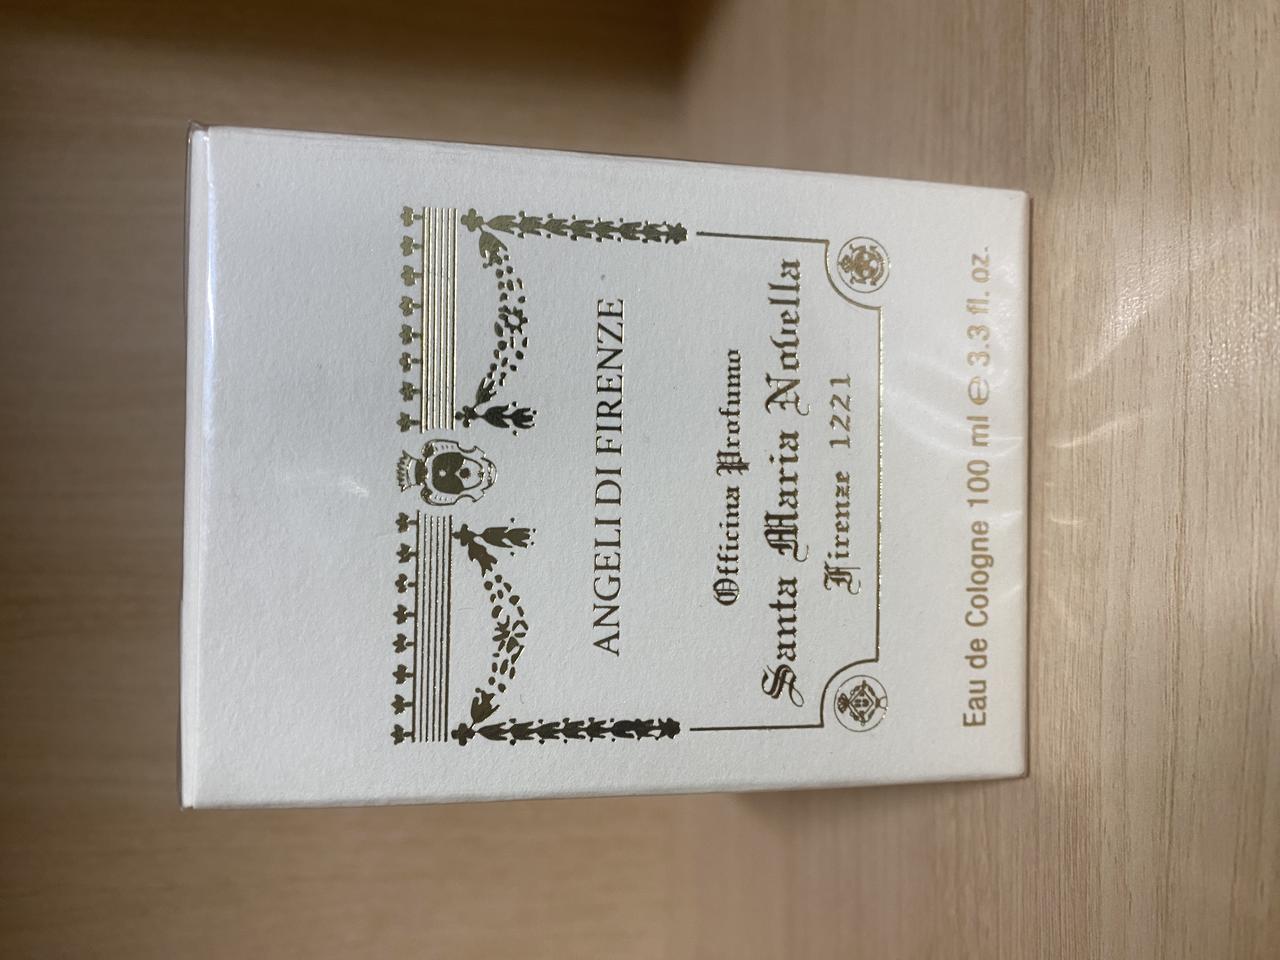 ANGELI DI FIRENZE
Officina Profumo
Santa Maria Novella
Firenze 1221
Eau de Cologne 100 ml ℮ 3.3 fl. oz.